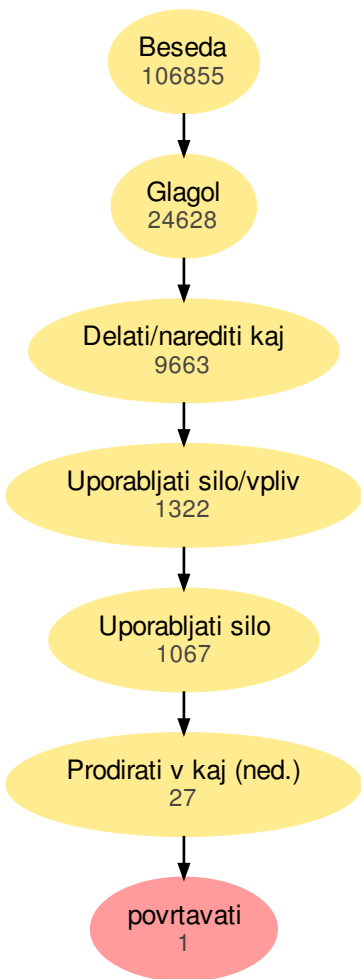 Beseda
106855
Glagol
24628
Delati/narediti kaj
9663
Uporabljati silo/vpliv
1322
Uporabljati silo
1067
Prodirati v kaj (ned.)
27
povrtavati
1